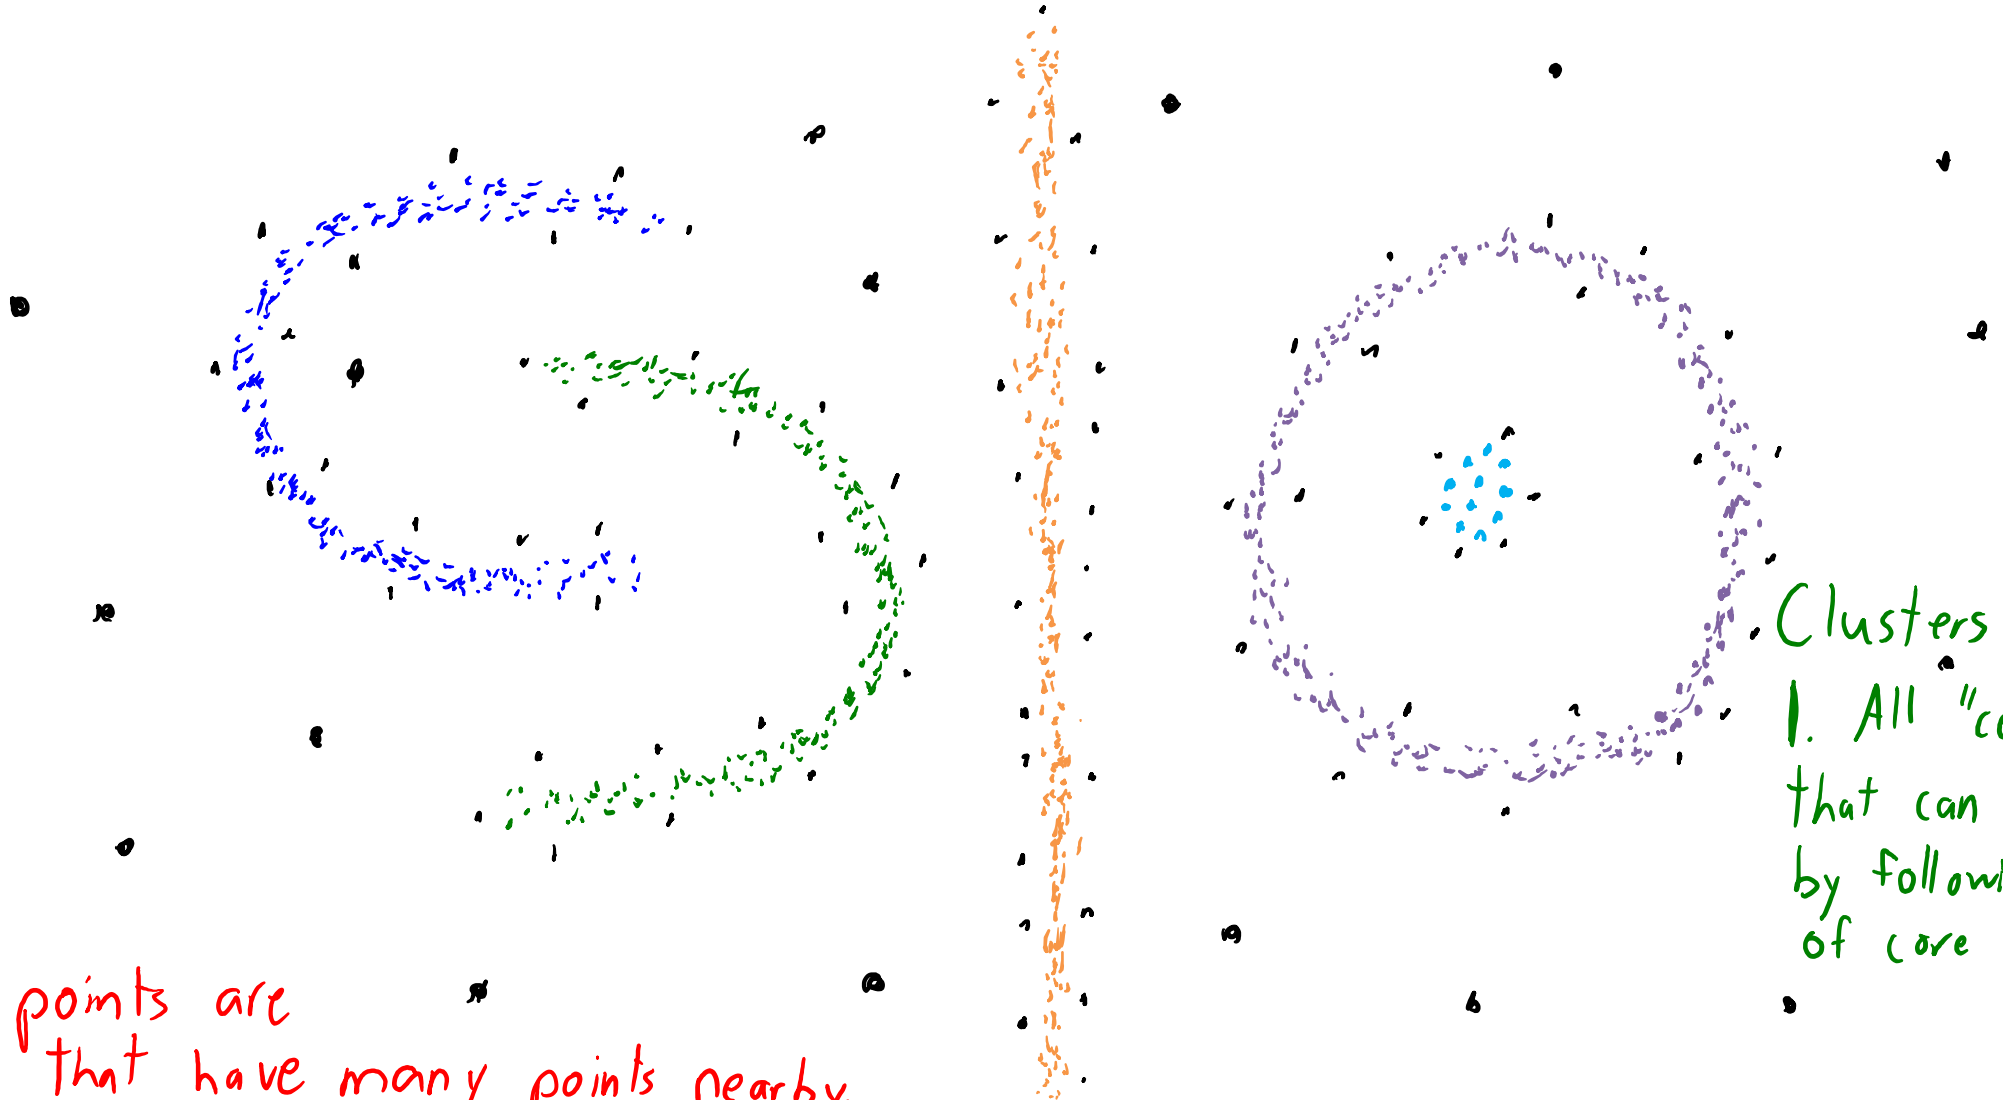 Clusters
1. All
that can
by
of core
points are
that have many points nearby